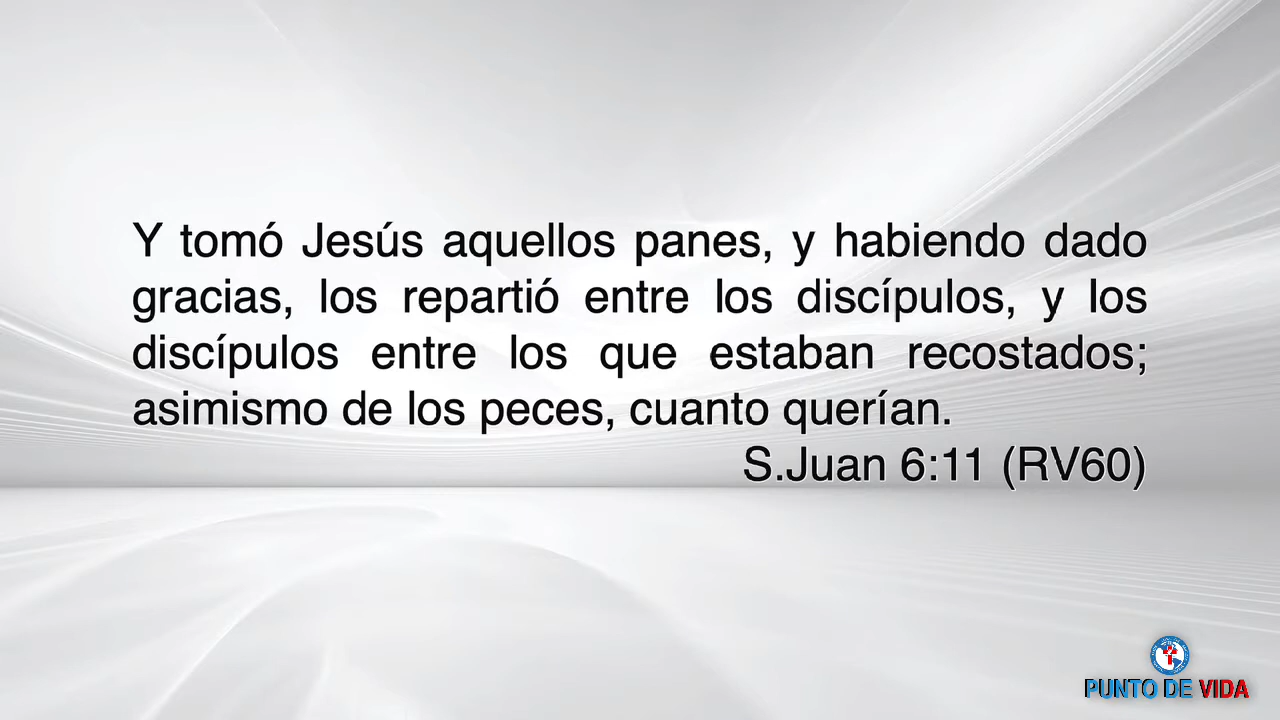 Y tomó Jesús aquellos panes, y habiendo dado
gracias, los repartió entre los discípulos, y los
discípulos entre los que estaban recostados;
asimismo de los peces, cuanto querían.
S.Juan 6:11 (RV60)
PUNTO DE VIDA